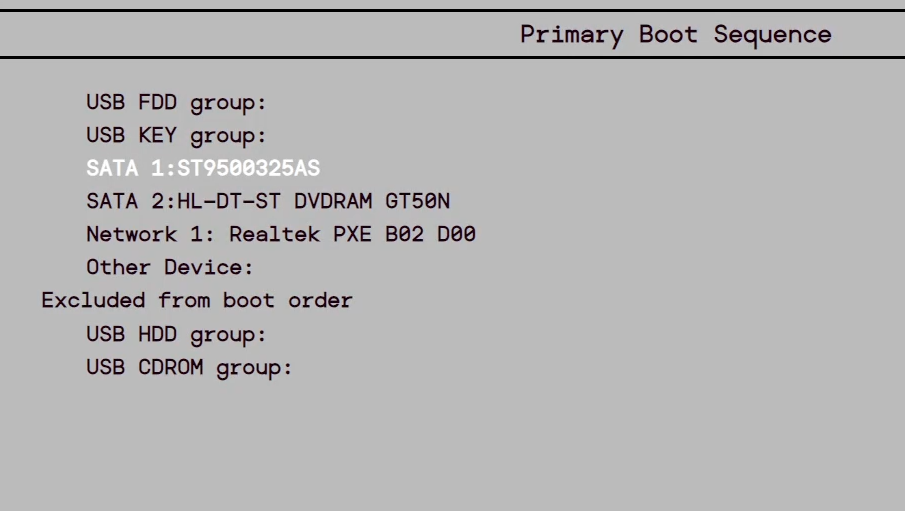 Primary Boot Sequence
USB FDD group:
USB KEY group:
SATA 1:ST9500325AS
SATA 2:HL-DT-ST DVDRAM GT50N
Network 1: Realtek PXE B02 D00
Other Device:
Excluded from boot order
USB HDD group:
USB CDROM group: